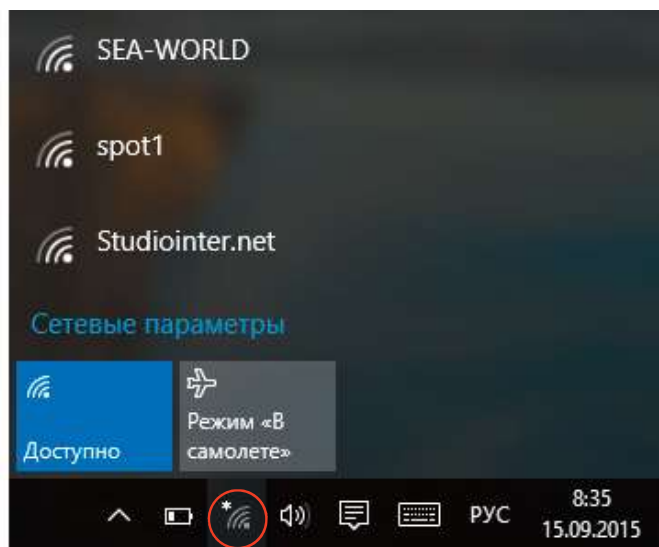 SEA-WORLD
spot1
Studiointer.net
Сетевые параметры
Доступно
Режим «В
самолете»
РУС
8:35
15.09.2015